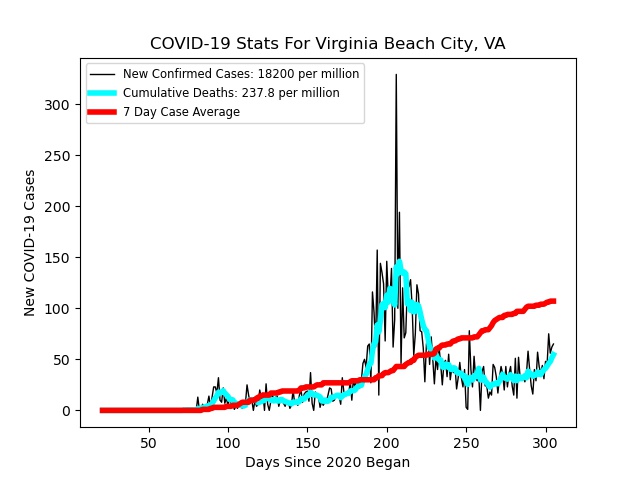 COVID-19 Stats For Virginia Beach City, VA
New Confirmed Cases: 18200 per million
Cumulative Deaths: 237.8 per million
7 Day Case Average
New COVID-19 Cases
300
250
200
150
100
50
0
50 100 150 200 250 300
Days Since 2020 Began